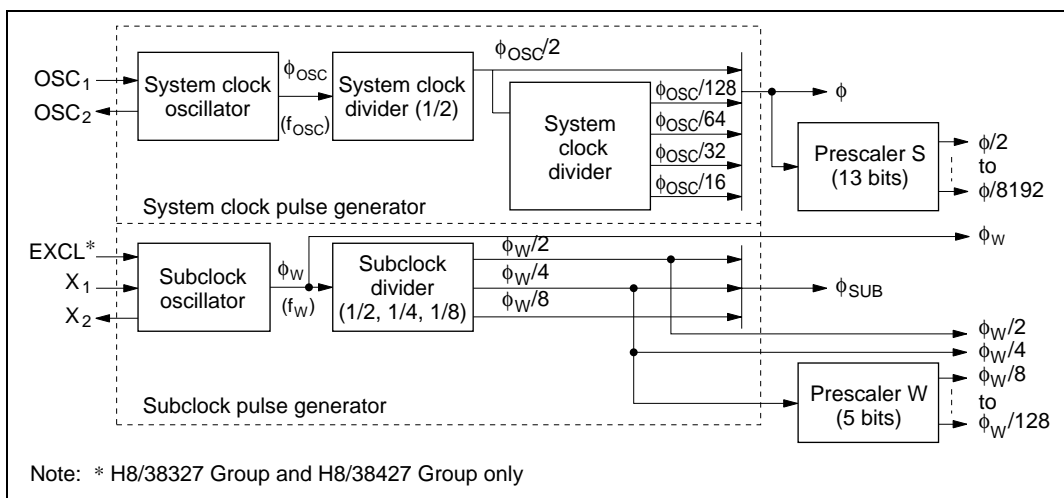 OSC1
OSC2
System clock
oscillator
ϕOSC
(fOSC)
System clock
divider (1/2)
ϕOSC/2
System
clock
divider
ϕOSC/128
ϕOSC/64
ϕOSC/32
ϕOSC/16
ϕ
Prescaler S
(13 bits)
ϕ/2
to
ϕ/8192
System clock pulse generator
EXCL*
X1
X2
Subclock
oscillator
ϕW
(fW)
Subclock
divider
(1/2, 1/4, 1/8)
ϕW/2
ϕW/4
ϕW/8
ϕW
ϕSUB
ϕW/2
ϕW/4
Prescaler W
(5 bits)
ϕW/8
to
ϕW/128
Subclock pulse generator
Note: * H8/38327 Group and H8/38427 Group only